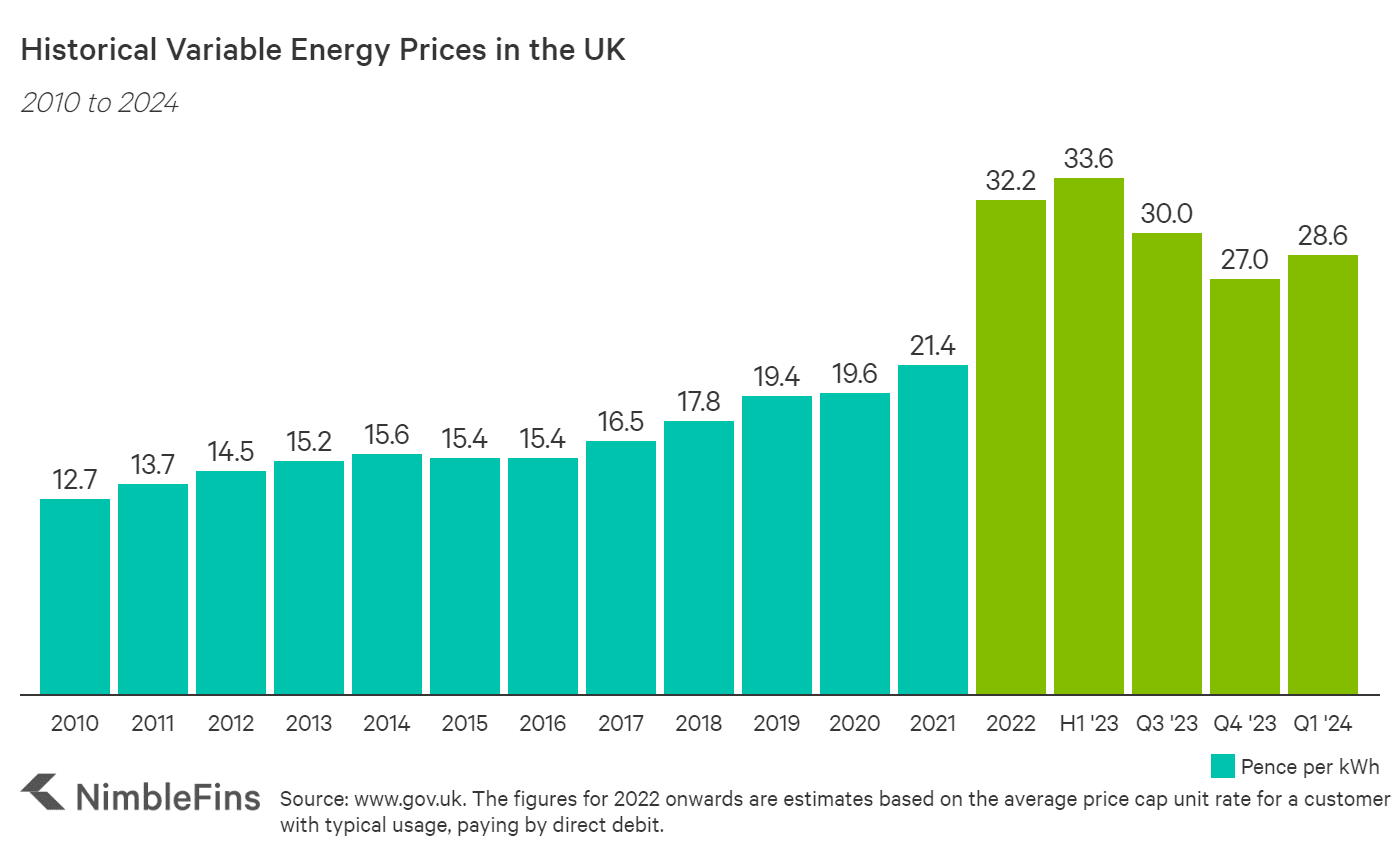 Historical Variable Energy Prices in the UK
2010 to 2024
33.6
32.2
30.0
28.6
27.0
21.4
19.6
19.4
17.8
16.5
15.6
15.4
15.4
15.2
14.5
13.7
12.7
2010 2011 2012 2013 2014 2015 2016 2017 2018 2019 2020 2021 2022 H1 '23 Q3 '23 Q4 '23 Q1 '24
Pence per kWh
NimbleFins
Source: www.gov.uk. The figures for 2022 onwards are estimates based on the average price cap unit rate for a customer
with typical usage, paying by direct debit.